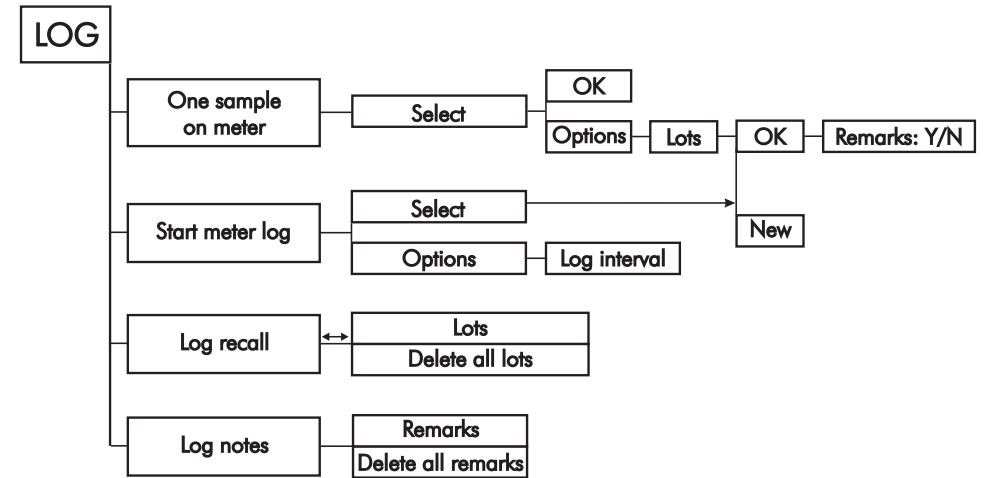 LOG
One sample
on meter
Select
OK
Options
Lots
OK
Remarks: Y/N
New
Start meter log
Select
Options
Log interval
Log recall
Lots
Delete all lots
Log notes
Remarks
Delete all remarks